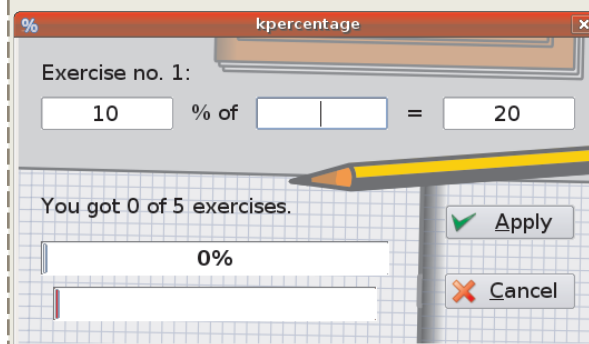 % kpercentage
Exercise no. 1:
10 % of = 20
You got 0 of 5 exercises.
Apply
0%
Cancel